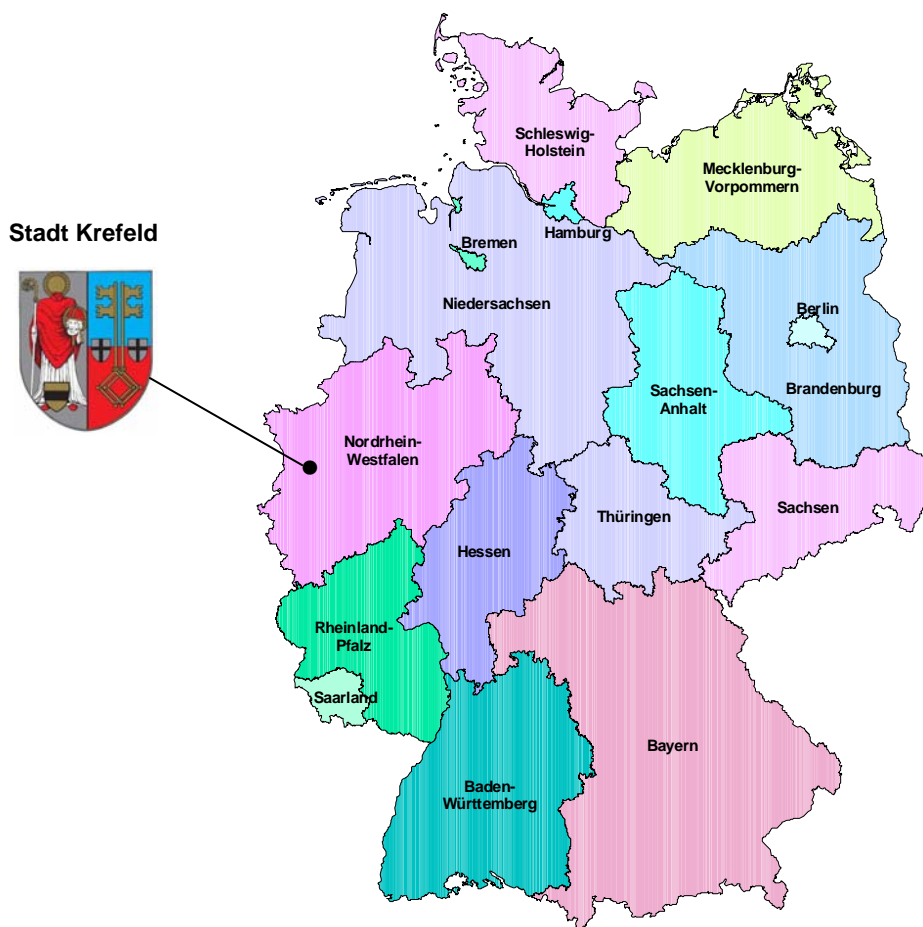 Schleswig-
Holstein
Mecklenburg-
Vorpommern
Stadt Krefeld
Hamburg
Bremen
Niedersachsen
Berlin
Brandenburg
Sachsen-
Anhalt
Nordrhein-
Westfalen
Sachsen
Thüringen
Hessen
Rheinland-
Pfalz
Saarland
Bayern
Baden-
Württemberg